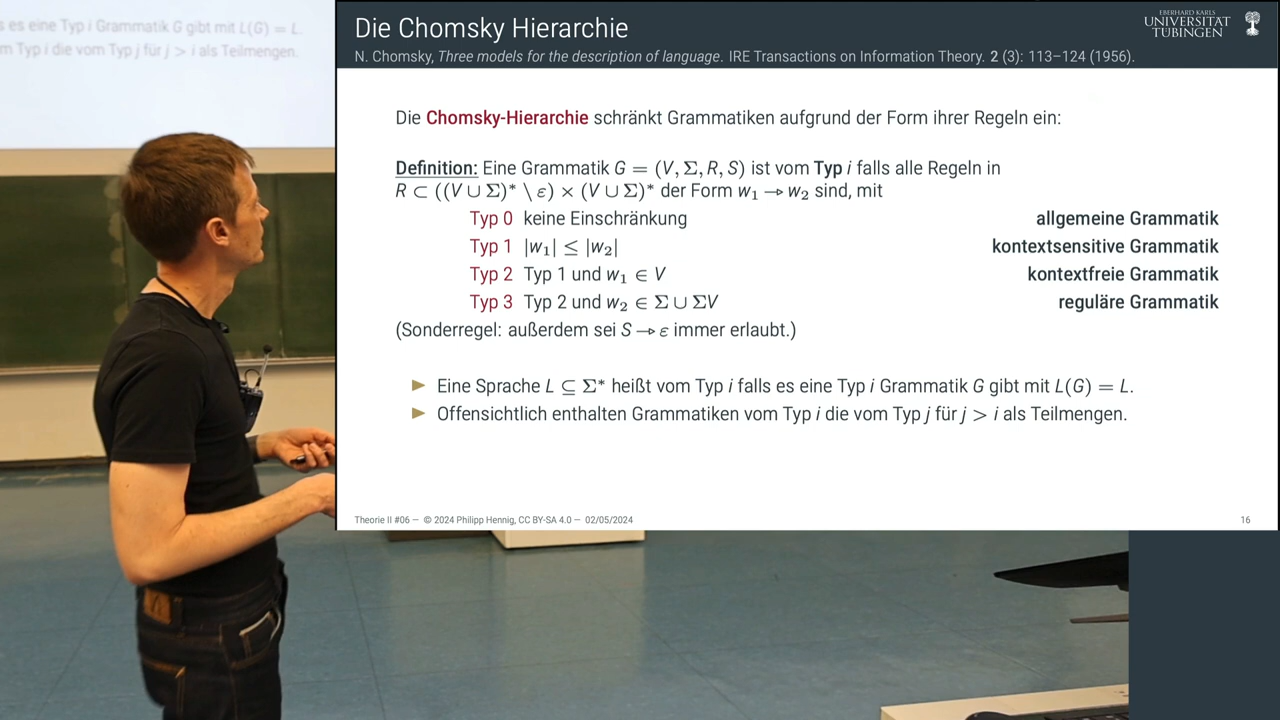 s es eine Typ i Grammatik G gibt mit L(G) = L.
m Typ i die vom Typ j für j > i als Teilmengen.
Die Chomsky Hierarchie
EBERHARD KARLS
UNIVERSITAT
TUBINGEN
N. Chomsky, Three models for the description of language. IRE Transactions on Information Theory. 2 (3): 113–124 (1956).
Die Chomsky-Hierarchie schränkt Grammatiken aufgrund der Form ihrer Regeln ein:
Definition: Eine Grammatik G = (V, Σ, R, S) ist vom Typ i falls alle Regeln in
R ⊂ ((V ∪ Σ)* \ ε) × (V ∪ Σ)* der Form w₁ → w₂ sind, mit
Typ 0 keine Einschränkung allgemeine Grammatik
Typ 1 |w₁| ≤ |w₂| kontextsensitive Grammatik
Typ 2 Typ 1 und w₁ ∈ V kontextfreie Grammatik
Typ 3 Typ 2 und w₂ ∈ Σ ∪ ΣV reguläre Grammatik
(Sonderregel: außerdem sei S → ε immer erlaubt.)
► Eine Sprache L ⊆ Σ* heißt vom Typ i falls es eine Typ i Grammatik G gibt mit L(G) = L.
► Offensichtlich enthalten Grammatiken vom Typ i die vom Typ j für j > i als Teilmengen.
Theorie II #06 — © 2024 Philipp Hennig, CC BY-SA 4.0 — 02/05/2024
16